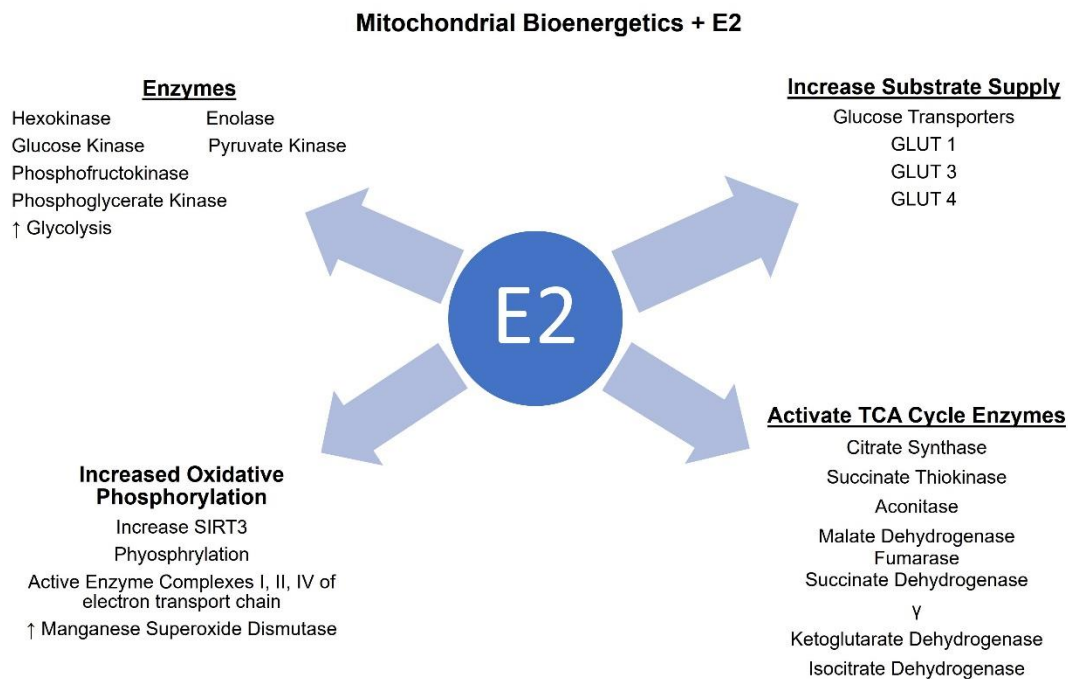 Mitochondrial Bioenergetics + E2
Enzymes
Hexokinase Enolase
Glucose Kinase Pyruvate Kinase
Phosphofructokinase
Phosphoglycerate Kinase
↑ Glycolysis
Increase Substrate Supply
Glucose Transporters
GLUT 1
GLUT 3
GLUT 4
E2
Increased Oxidative
Phosphorylation
Increase SIRT3
Phyosphrylation
Active Enzyme Complexes I, II, IV of
electron transport chain
↑ Manganese Superoxide Dismutase
Activate TCA Cycle Enzymes
Citrate Synthase
Succinate Thiokinase
Aconitase
Malate Dehydrogenase
Fumarase
Succinate Dehydrogenase
γ
Ketoglutarate Dehydrogenase
Isocitrate Dehydrogenase